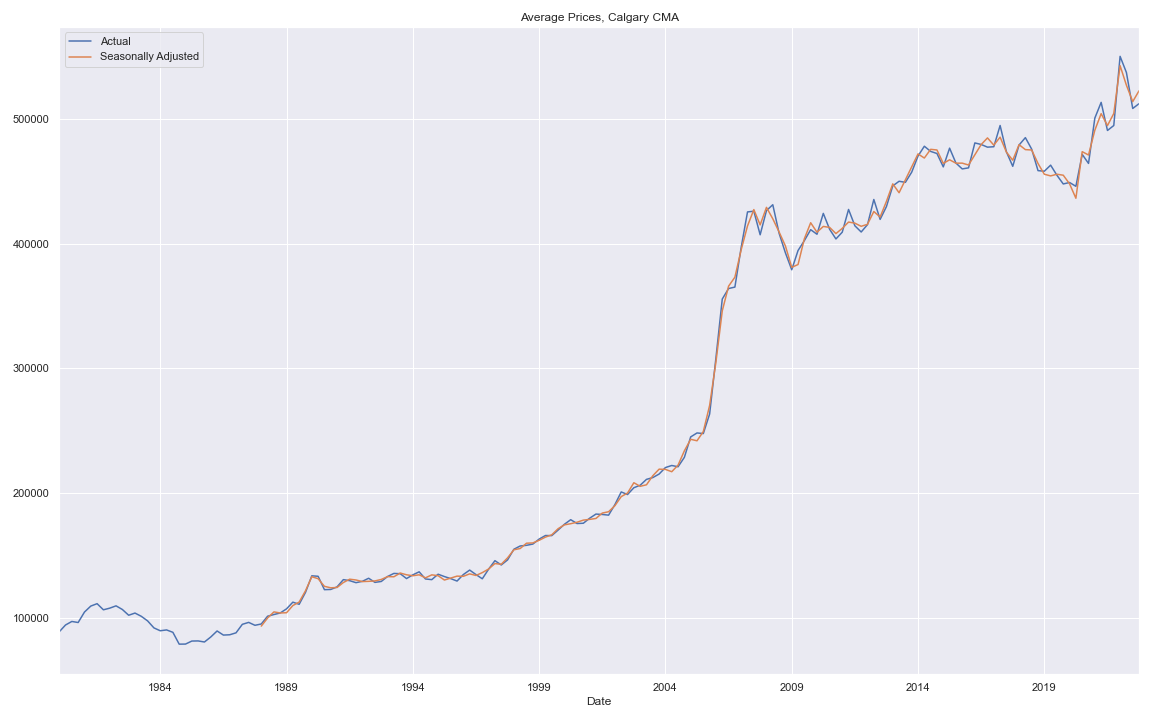 Average Prices, Calgary CMA
Actual
Seasonally Adjusted
500000
400000
300000
200000
100000
1984 1989 1994 1999 2004 2009 2014 2019
Date